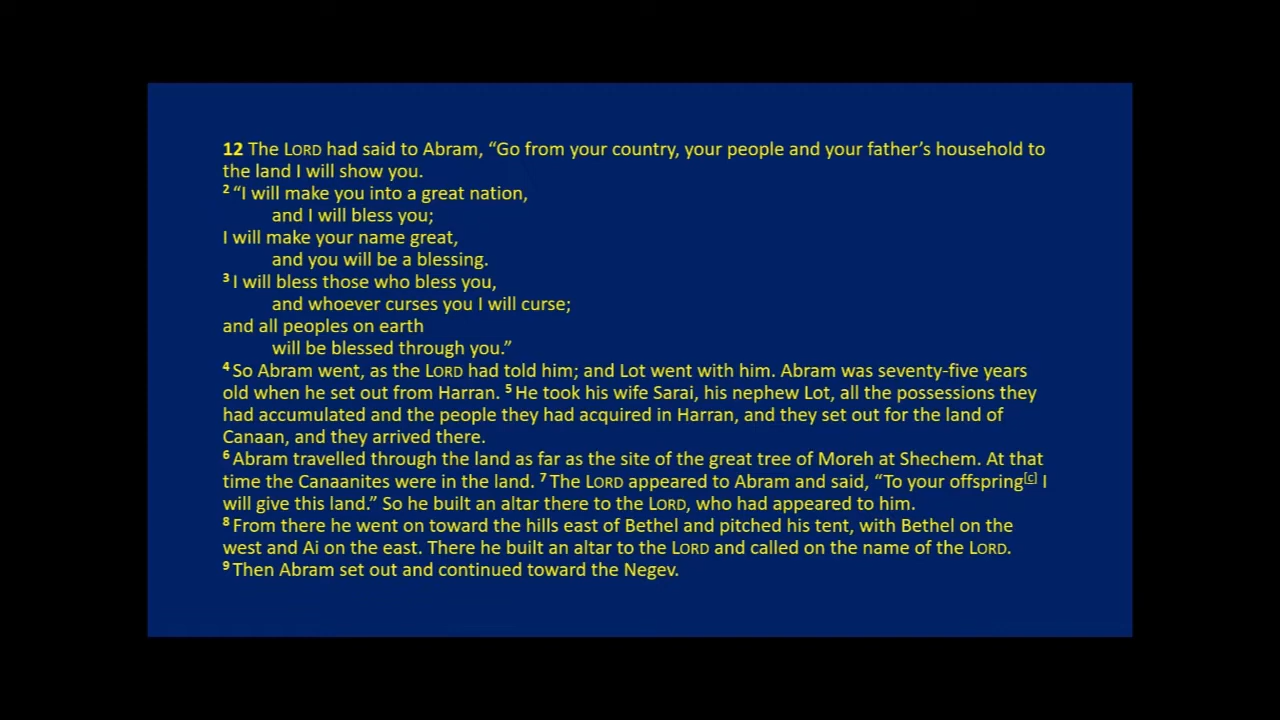 12 The LORD had said to Abram, “Go from your country, your people and your father’s household to
the land I will show you.
2 “I will make you into a great nation,
and I will bless you;
I will make your name great,
and you will be a blessing.
3 I will bless those who bless you,
and whoever curses you I will curse;
and all peoples on earth
will be blessed through you.”
4 So Abram went, as the LORD had told him; and Lot went with him. Abram was seventy-five years
old when he set out from Harran. 5 He took his wife Sarai, his nephew Lot, all the possessions they
had accumulated and the people they had acquired in Harran, and they set out for the land of
Canaan, and they arrived there.
6 Abram travelled through the land as far as the site of the great tree of Moreh at Shechem. At that
time the Canaanites were in the land. 7 The LORD appeared to Abram and said, “To your offspring[c] I
will give this land.” So he built an altar there to the LORD, who had appeared to him.
8 From there he went on toward the hills east of Bethel and pitched his tent, with Bethel on the
west and Ai on the east. There he built an altar to the LORD and called on the name of the LORD.
9 Then Abram set out and continued toward the Negev.